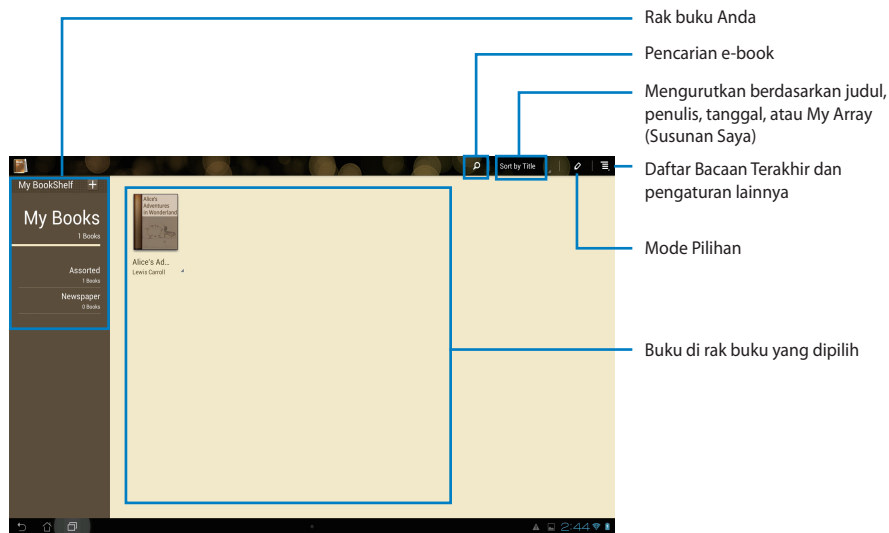 Rak buku Anda
Pencarian e-book
Mengurutkan berdasarkan judul,
penulis, tanggal, atau My Array
(Susunan Saya)
Daftar Bacaan Terakhir dan
pengaturan lainnya
Mode Pilihan
Buku di rak buku yang dipilih
Sort by Title
My BookShelf +
My Books
1 Books
Assorted
1 Books
Newspaper
0 Books
Alice's
Adventures
in Wonderland
Alice's Ad...
Lewis Carroll
2:44